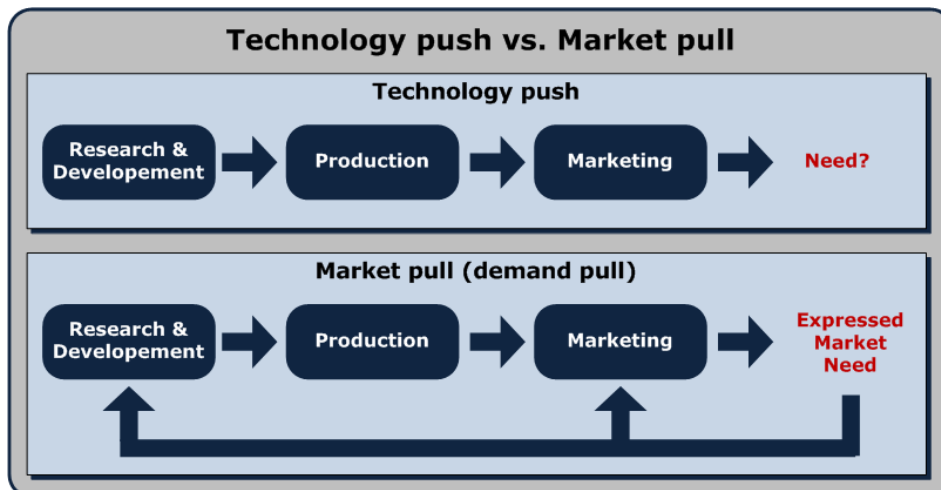 Technology push vs. Market pull
Technology push
Research &
Developement
Production
Marketing
Need?
Market pull (demand pull)
Research &
Developement
Production
Marketing
Expressed
Market
Need